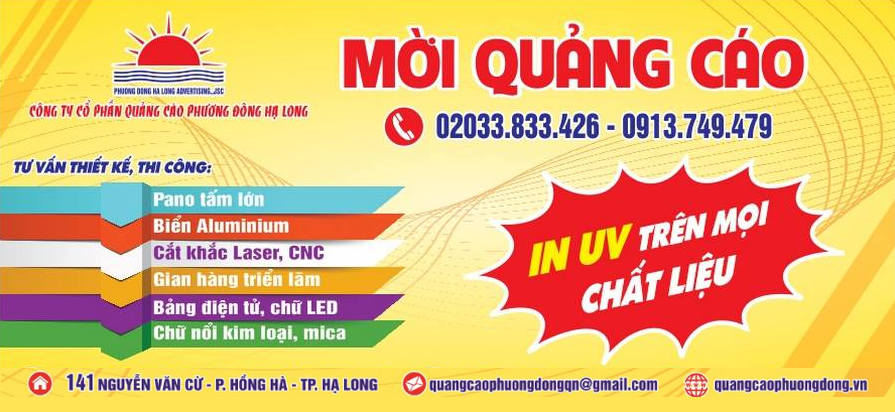 PHUONG DONG HA LONG ADVERTISING.,JSC
CÔNG TY CỔ PHẦN QUẢNG CÁO PHƯƠNG ĐÔNG HẠ LONG
MỜI QUẢNG CÁO
02033.833.426 - 0913.749.479
TƯ VẤN THIẾT KẾ, THI CÔNG:
Pano tấm lớn
Biển Aluminium
Cắt khắc Laser, CNC
Gian hàng triển lãm
Bảng điện tử, chữ LED
Chữ nổi kim loại, mica
IN UV TRÊN MỌI
CHẤT LIỆU
141 NGUYỄN VĂN CỪ - P. HỒNG HÀ - TP. HẠ LONG
quangcaophuongdongqn@gmail.com
quangcaophuongdong.vn